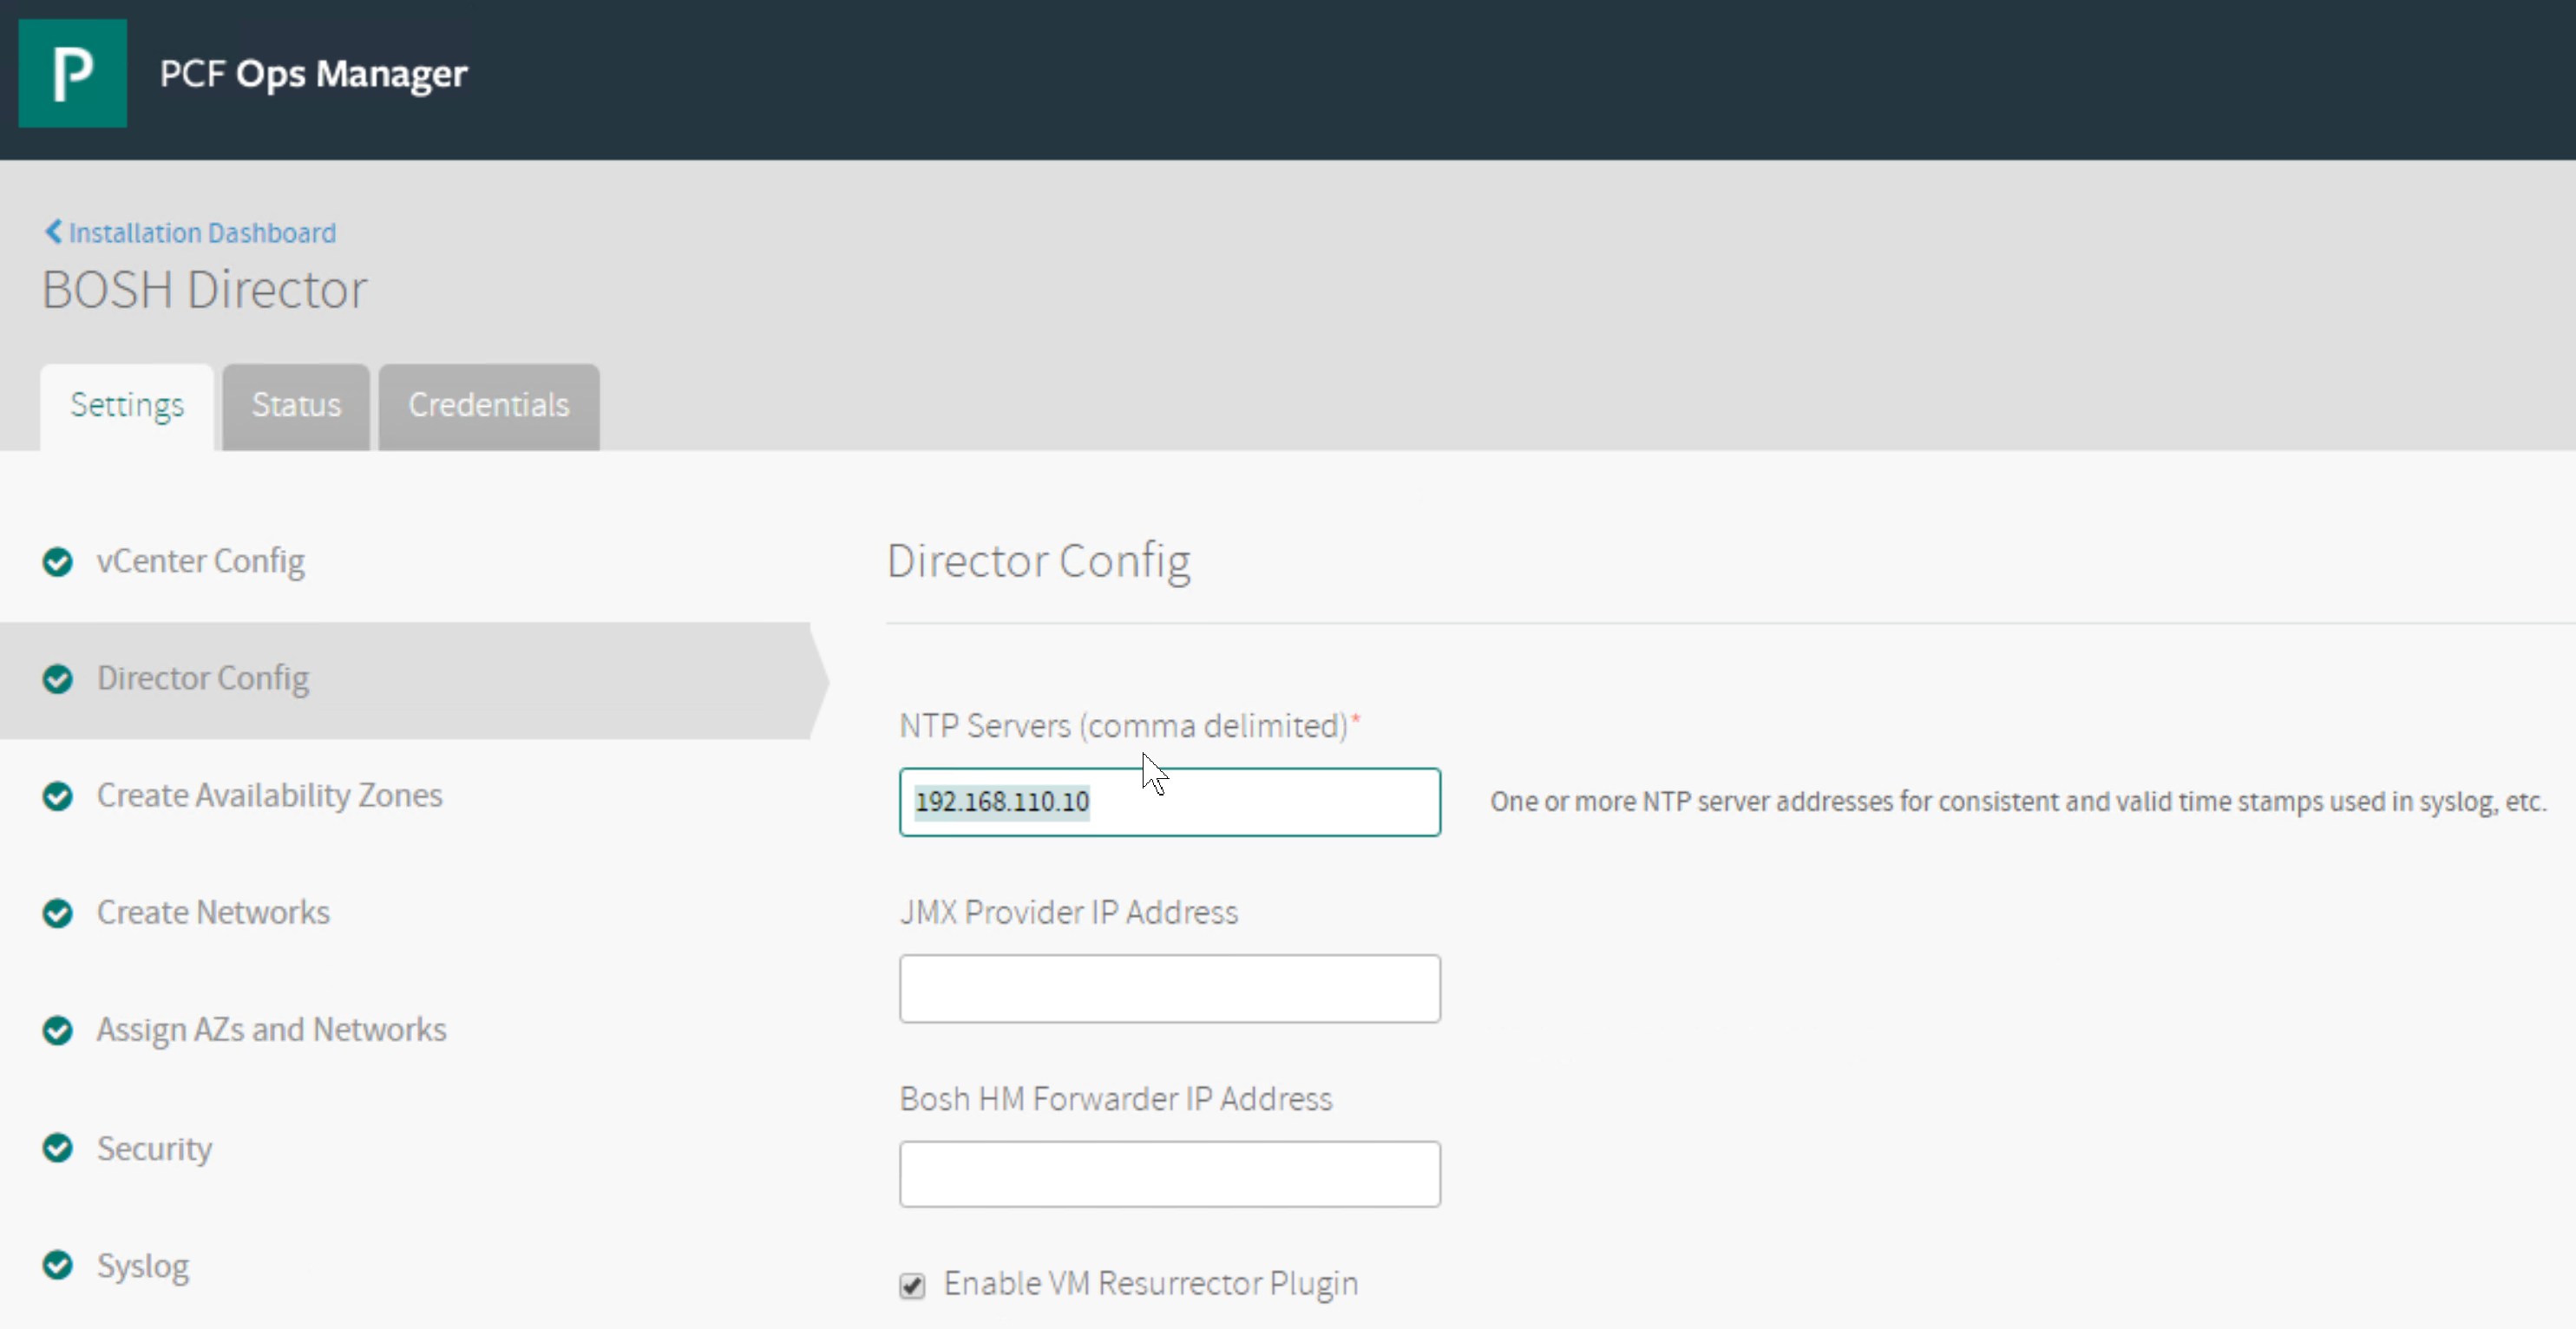 P
PCF Ops Manager
Installation Dashboard
BOSH Director
Settings
Status
Credentials
vCenter Config
Director Config
Create Availability Zones
Create Networks
Assign AZs and Networks
Security
Syslog
Director Config
NTP Servers (comma delimited)*
192.168.110.10
One or more NTP server addresses for consistent and valid time stamps used in syslog, etc.
JMX Provider IP Address
Bosh HM Forwarder IP Address
Enable VM Resurrector Plugin